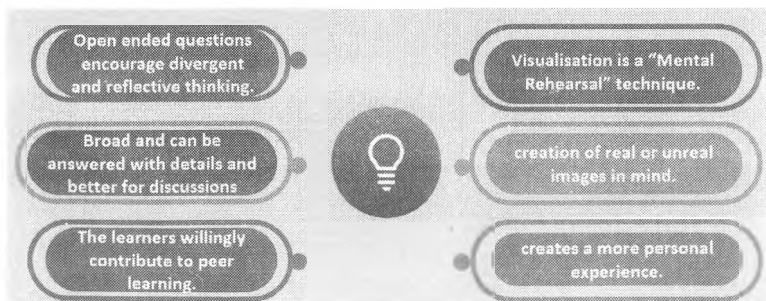 Open ended questions
encourage divergent
and reflective thinking.
Broad and can be
answered with details and
better for discussions
The learners willingly
contribute to peer
learning.
Visualisation is a “Mental
Rehearsal” technique.
creation of real or unreal
images in mind.
creates a more personal
experience.